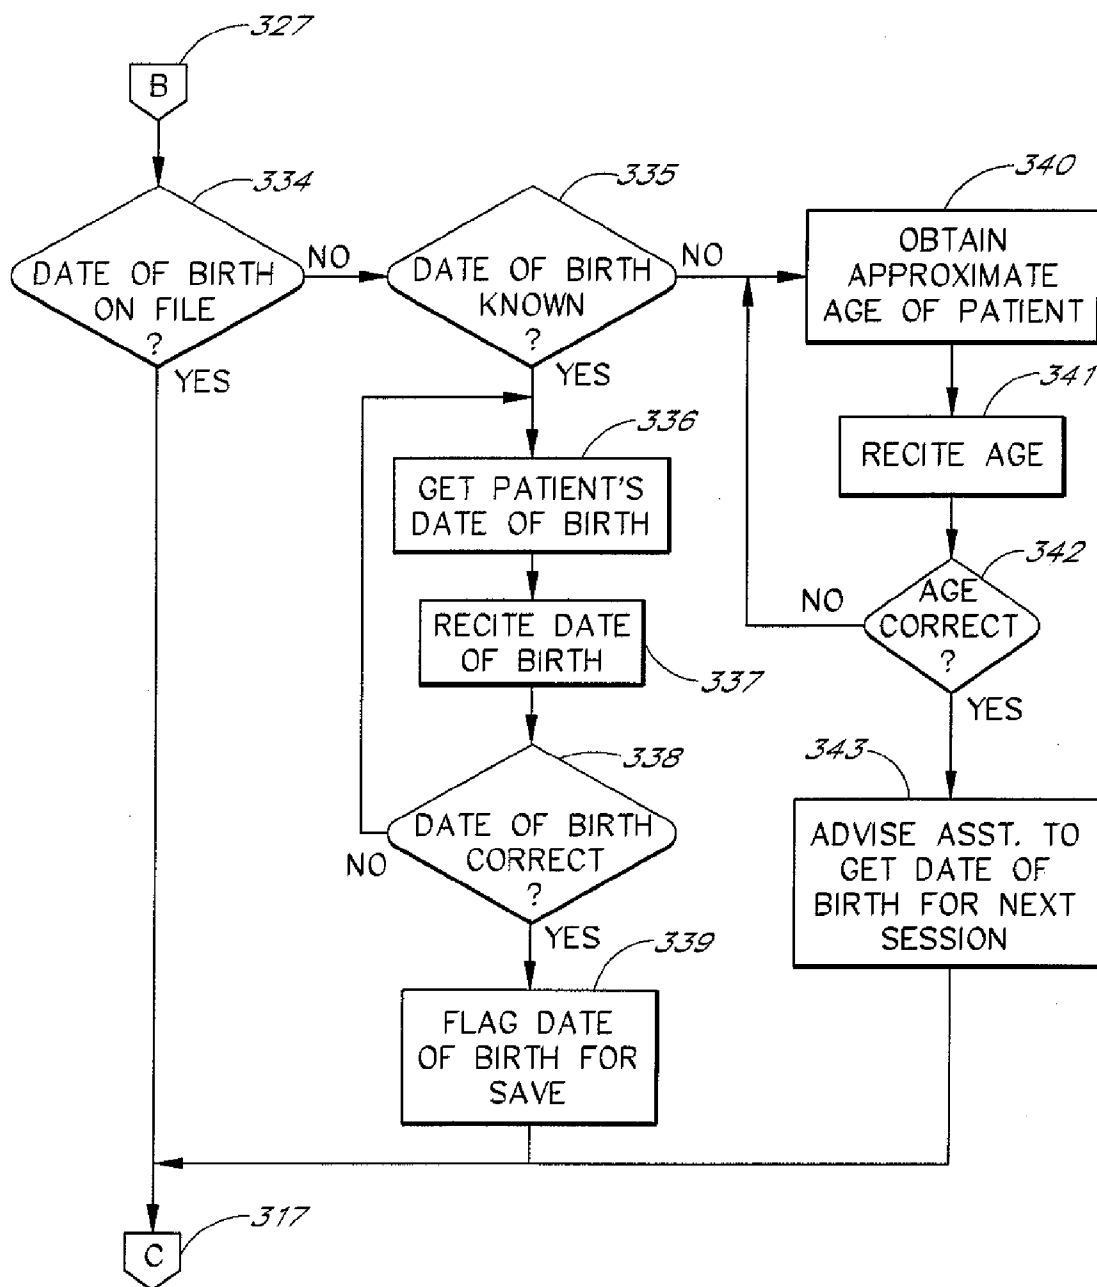 327
B
334
DATE OF BIRTH
ON FILE
?
NO
YES
335
DATE OF BIRTH
KNOWN
?
NO
YES
340
OBTAIN
APPROXIMATE
AGE OF PATIENT
341
RECITE AGE
342
AGE
CORRECT
?
NO
YES
336
GET PATIENT'S
DATE OF BIRTH
RECITE DATE
OF BIRTH
337
338
DATE OF BIRTH
CORRECT
?
NO
YES
339
FLAG DATE
OF BIRTH FOR
SAVE
343
ADVISE ASST. TO
GET DATE OF
BIRTH FOR NEXT
SESSION
317
C